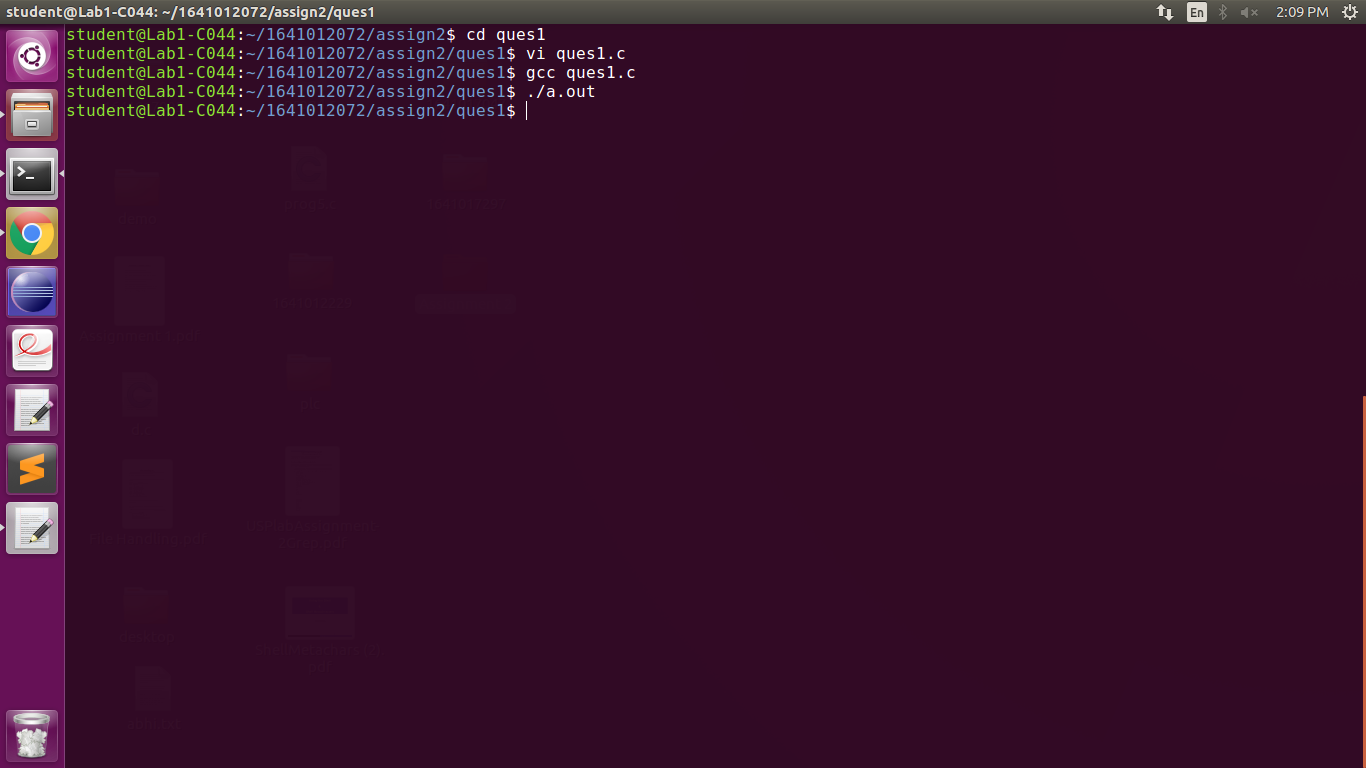 student@Lab1-C044: ~/1641012072/assign2/ques1
En
2:09 PM
student@Lab1-C044:~/1641012072/assign2$ cd ques1
student@Lab1-C044:~/1641012072/assign2/ques1$ vi ques1.c
student@Lab1-C044:~/1641012072/assign2/ques1$ gcc ques1.c
student@Lab1-C044:~/1641012072/assign2/ques1$ ./a.out
student@Lab1-C044:~/1641012072/assign2/ques1$
>_